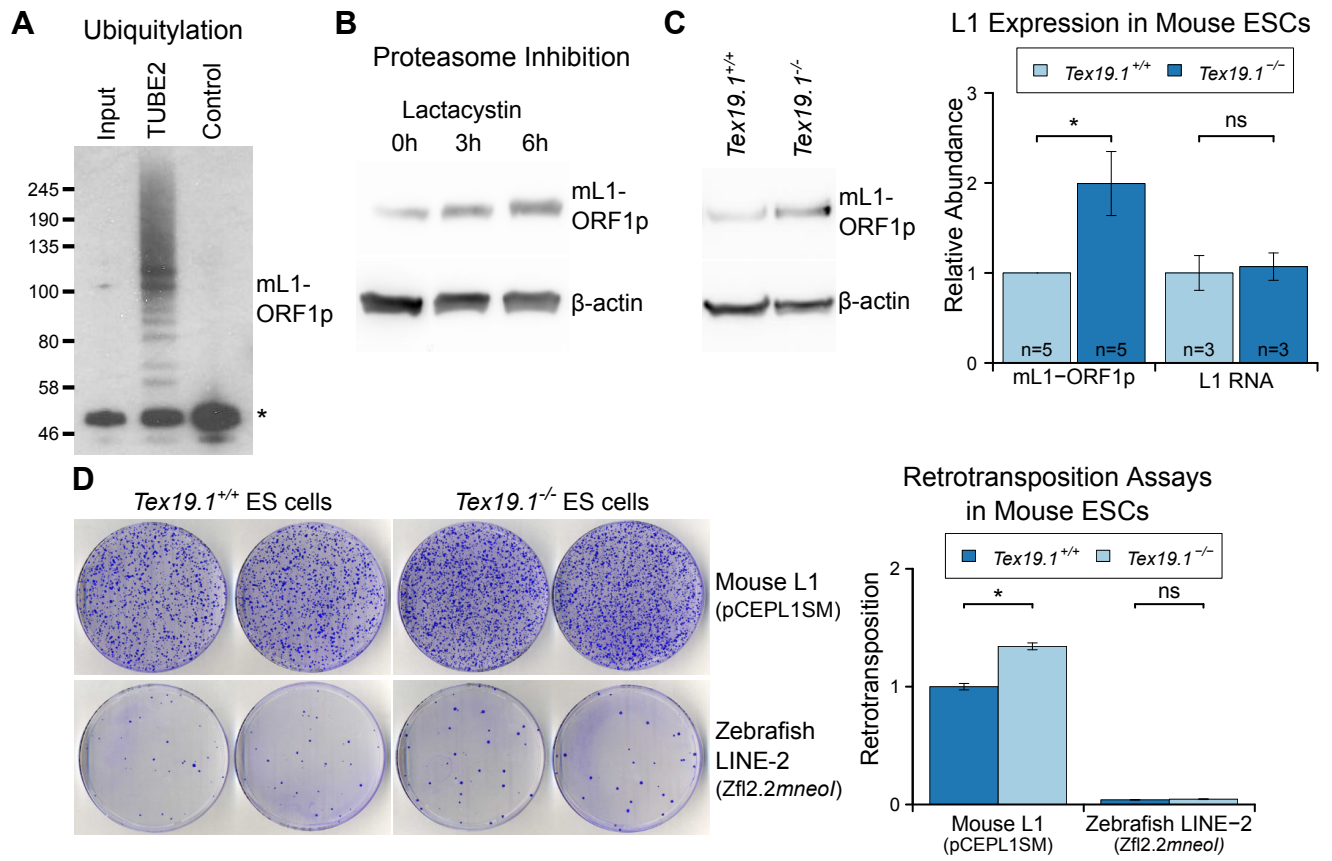 A
Ubiquitylation
Input
TUBE2
Control
245
190
135
100
80
58
46
mL1-
ORF1p
*
B
Proteasome Inhibition
Lactacystin
0h 3h 6h
mL1-
ORF1p
β-actin
C
Tex19.1+/+
Tex19.1-/-
mL1-
ORF1p
β-actin
L1 Expression in Mouse ESCs
Tex19.1+/+ Tex19.1−/−
Relative Abundance
3
2
1
0
* ns
n=5 n=5 n=3 n=3
mL1−ORF1p L1 RNA
D
Tex19.1+/+ ES cells Tex19.1-/- ES cells
Mouse L1
(pCEPL1SM)
Zebrafish
LINE-2
(Zfl2.2mneoI)
Retrotransposition Assays
in Mouse ESCs
Tex19.1+/+ Tex19.1−/−
Retrotransposition
2
1
0
* ns
Mouse L1 Zebrafish LINE−2
(pCEPL1SM) (Zfl2.2mneoI)